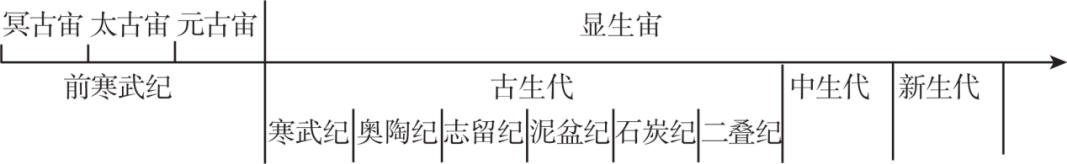 冥古宙 太古宙 元古宙 显生宙
前寒武纪 古生代 中生代 新生代
寒武纪 奥陶纪 志留纪 泥盆纪 石炭纪 二叠纪